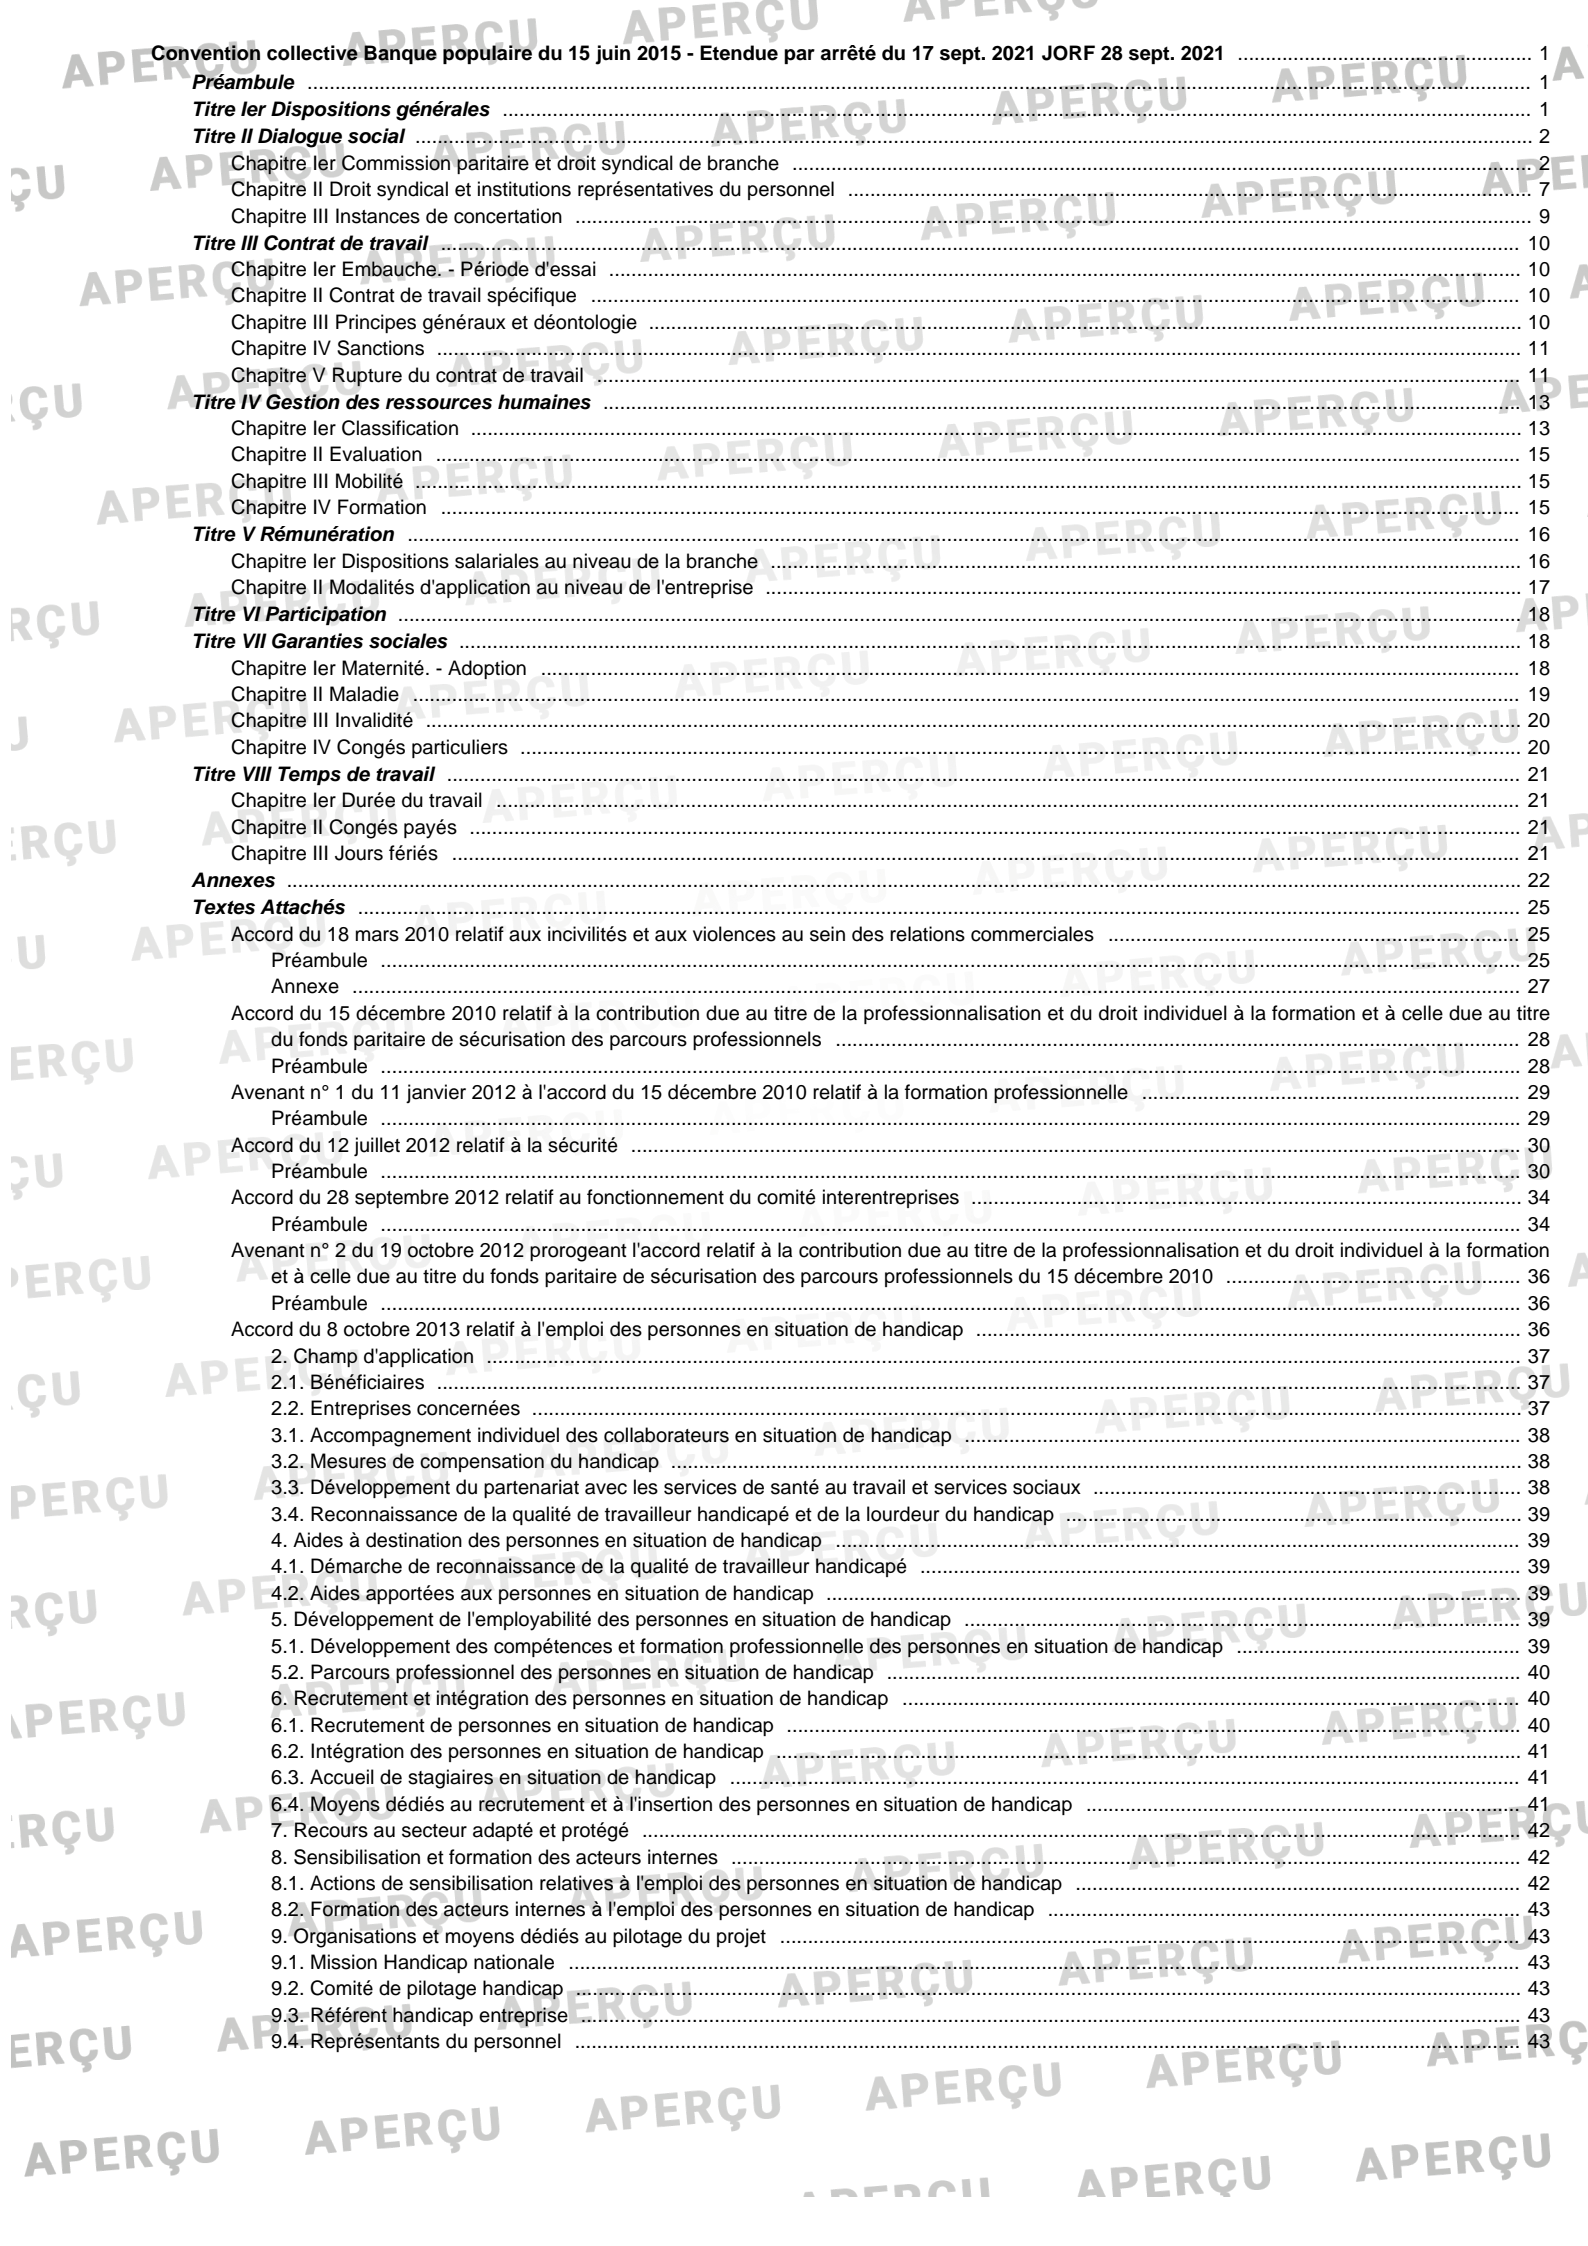 Convention collective Banque populaire du 15 juin 2015 - Etendue par arrêté du 17 sept. 2021 JORF 28 sept. 2021 ..... 1
Préambule ..... 1
Titre Ier Dispositions générales ..... 1
Titre II Dialogue social ..... 2
Chapitre Ier Commission paritaire et droit syndical de branche ..... 2
Chapitre II Droit syndical et institutions représentatives du personnel ..... 7
Chapitre III Instances de concertation ..... 9
Titre III Contrat de travail ..... 10
Chapitre Ier Embauche. - Période d'essai ..... 10
Chapitre II Contrat de travail spécifique ..... 10
Chapitre III Principes généraux et déontologie ..... 10
Chapitre IV Sanctions ..... 11
Chapitre V Rupture du contrat de travail ..... 11
Titre IV Gestion des ressources humaines ..... 13
Chapitre Ier Classification ..... 13
Chapitre II Evaluation ..... 15
Chapitre III Mobilité ..... 15
Chapitre IV Formation ..... 15
Titre V Rémunération ..... 16
Chapitre Ier Dispositions salariales au niveau de la branche ..... 16
Chapitre II Modalités d'application au niveau de l'entreprise ..... 17
Titre VI Participation ..... 18
Titre VII Garanties sociales ..... 18
Chapitre Ier Maternité. - Adoption ..... 18
Chapitre II Maladie ..... 19
Chapitre III Invalidité ..... 20
Chapitre IV Congés particuliers ..... 20
Titre VIII Temps de travail ..... 21
Chapitre Ier Durée du travail ..... 21
Chapitre II Congés payés ..... 21
Chapitre III Jours fériés ..... 21
Annexes ..... 22
Textes Attachés ..... 25
Accord du 18 mars 2010 relatif aux incivilités et aux violences au sein des relations commerciales ..... 25
Préambule ..... 25
Annexe ..... 27
Accord du 15 décembre 2010 relatif à la contribution due au titre de la professionnalisation et du droit individuel à la formation et à celle due au titre
du fonds paritaire de sécurisation des parcours professionnels ..... 28
Préambule ..... 28
Avenant n° 1 du 11 janvier 2012 à l'accord du 15 décembre 2010 relatif à la formation professionnelle ..... 29
Préambule ..... 29
Accord du 12 juillet 2012 relatif à la sécurité ..... 30
Préambule ..... 30
Accord du 28 septembre 2012 relatif au fonctionnement du comité interentreprises ..... 34
Préambule ..... 34
Avenant n° 2 du 19 octobre 2012 prorogeant l'accord relatif à la contribution due au titre de la professionnalisation et du droit individuel à la formation
et à celle due au titre du fonds paritaire de sécurisation des parcours professionnels du 15 décembre 2010 ..... 36
Préambule ..... 36
Accord du 8 octobre 2013 relatif à l'emploi des personnes en situation de handicap ..... 36
2. Champ d'application ..... 37
2.1. Bénéficiaires ..... 37
2.2. Entreprises concernées ..... 37
3.1. Accompagnement individuel des collaborateurs en situation de handicap ..... 38
3.2. Mesures de compensation du handicap ..... 38
3.3. Développement du partenariat avec les services de santé au travail et services sociaux ..... 38
3.4. Reconnaissance de la qualité de travailleur handicapé et de la lourdeur du handicap ..... 39
4. Aides à destination des personnes en situation de handicap ..... 39
4.1. Démarche de reconnaissance de la qualité de travailleur handicapé ..... 39
4.2. Aides apportées aux personnes en situation de handicap ..... 39
5. Développement de l'employabilité des personnes en situation de handicap ..... 39
5.1. Développement des compétences et formation professionnelle des personnes en situation de handicap ..... 39
5.2. Parcours professionnel des personnes en situation de handicap ..... 40
6. Recrutement et intégration des personnes en situation de handicap ..... 40
6.1. Recrutement de personnes en situation de handicap ..... 40
6.2. Intégration des personnes en situation de handicap ..... 41
6.3. Accueil de stagiaires en situation de handicap ..... 41
6.4. Moyens dédiés au recrutement et à l'insertion des personnes en situation de handicap ..... 41
7. Recours au secteur adapté et protégé ..... 42
8. Sensibilisation et formation des acteurs internes ..... 42
8.1. Actions de sensibilisation relatives à l'emploi des personnes en situation de handicap ..... 42
8.2. Formation des acteurs internes à l'emploi des personnes en situation de handicap ..... 43
9. Organisations et moyens dédiés au pilotage du projet ..... 43
9.1. Mission Handicap nationale ..... 43
9.2. Comité de pilotage handicap ..... 43
9.3. Référent handicap entreprise ..... 43
9.4. Représentants du personnel ..... 43
APERÇU